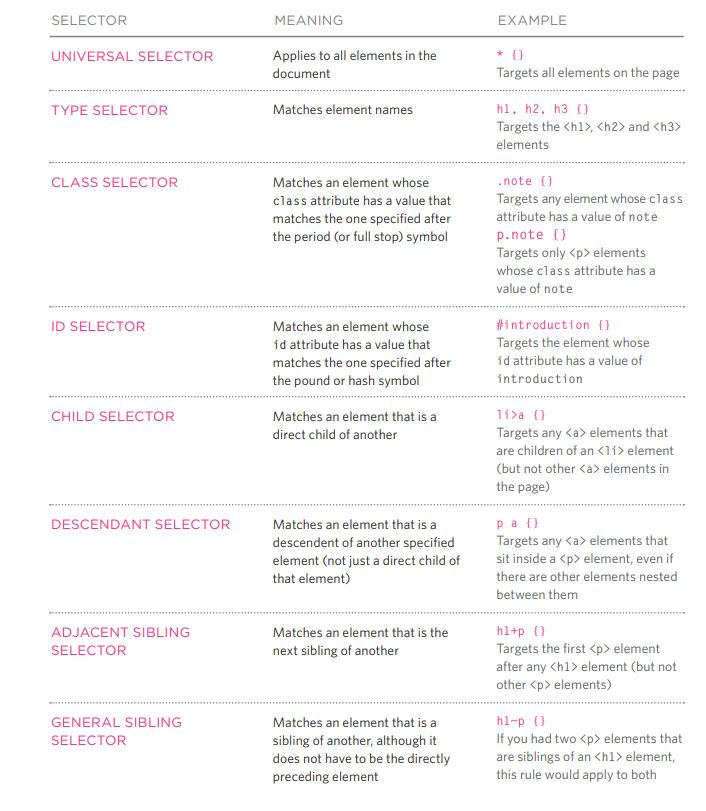 SELECTOR MEANING EXAMPLE
UNIVERSAL SELECTOR
Applies to all elements in the
document
* {}
Targets all elements on the page
TYPE SELECTOR
Matches element names
h1, h2, h3 {}
Targets the <h1>, <h2> and <h3>
elements
CLASS SELECTOR
Matches an element whose
class attribute has a value that
matches the one specified after
the period (or full stop) symbol
.note {}
Targets any element whose class
attribute has a value of note
p.note {}
Targets only <p> elements
whose class attribute has a
value of note
ID SELECTOR
Matches an element whose
id attribute has a value that
matches the one specified after
the pound or hash symbol
#introduction {}
Targets the element whose
id attribute has a value of
introduction
CHILD SELECTOR
Matches an element that is a
direct child of another
li>a {}
Targets any <a> elements that
are children of an <li> element
(but not other <a> elements in
the page)
DESCENDANT SELECTOR
Matches an element that is a
descendent of another specified
element (not just a direct child of
that element)
p a {}
Targets any <a> elements that
sit inside a <p> element, even if
there are other elements nested
between them
ADJACENT SIBLING
SELECTOR
Matches an element that is the
next sibling of another
h1+p {}
Targets the first <p> element
after any <h1> element (but not
other <p> elements)
GENERAL SIBLING
SELECTOR
Matches an element that is a
sibling of another, although it
does not have to be the directly
preceding element
h1~p {}
If you had two <p> elements that
are siblings of an <h1> element,
this rule would apply to both